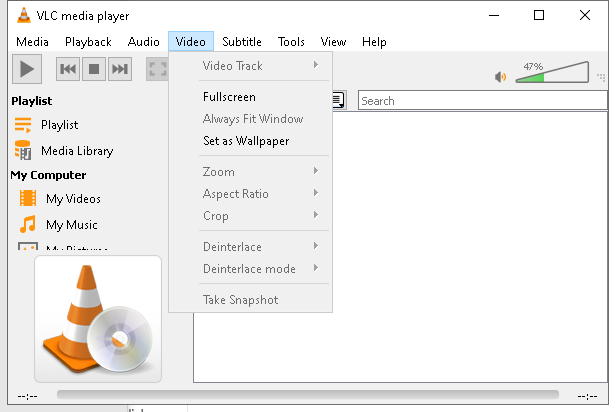 VLC media player
Media Playback Audio Video Subtitle Tools View Help
Video Track
47%
Playlist
Fullscreen
Search
Playlist
Always Fit Window
Media Library
Set as Wallpaper
My Computer
Zoom
My Videos
Aspect Ratio
My Music
Crop
My Pictures
Deinterlace
Deinterlace mode
Take Snapshot
--:--
--:--